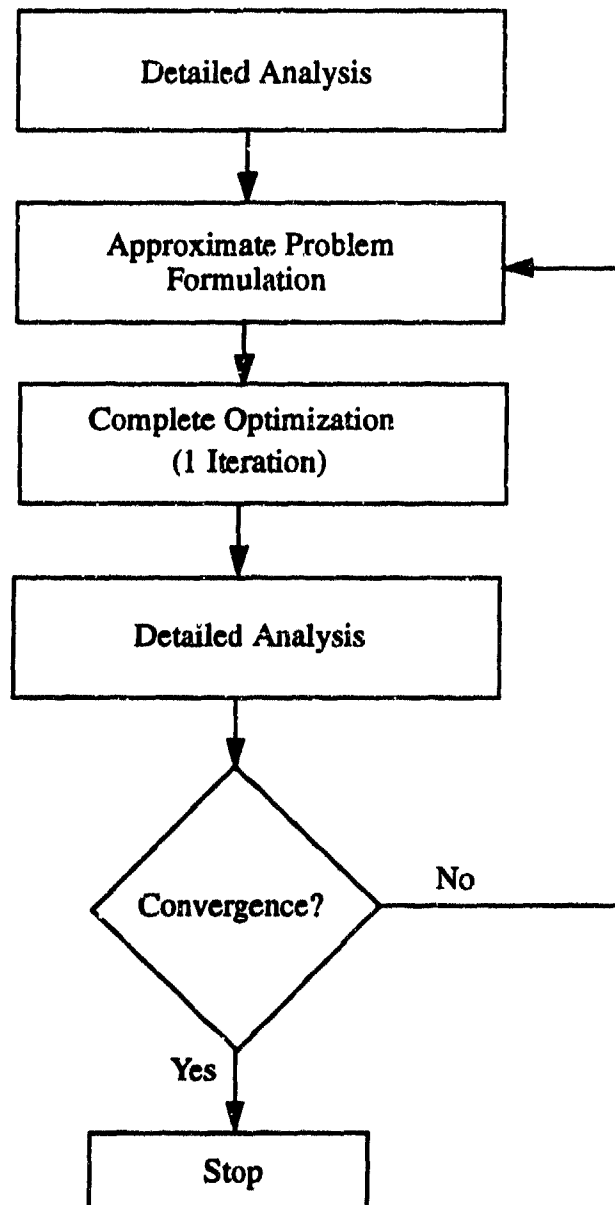 Detailed Analysis
Approximate Problem
Formulation
Complete Optimization
(1 Iteration)
Detailed Analysis
Convergence?
No
Yes
Stop